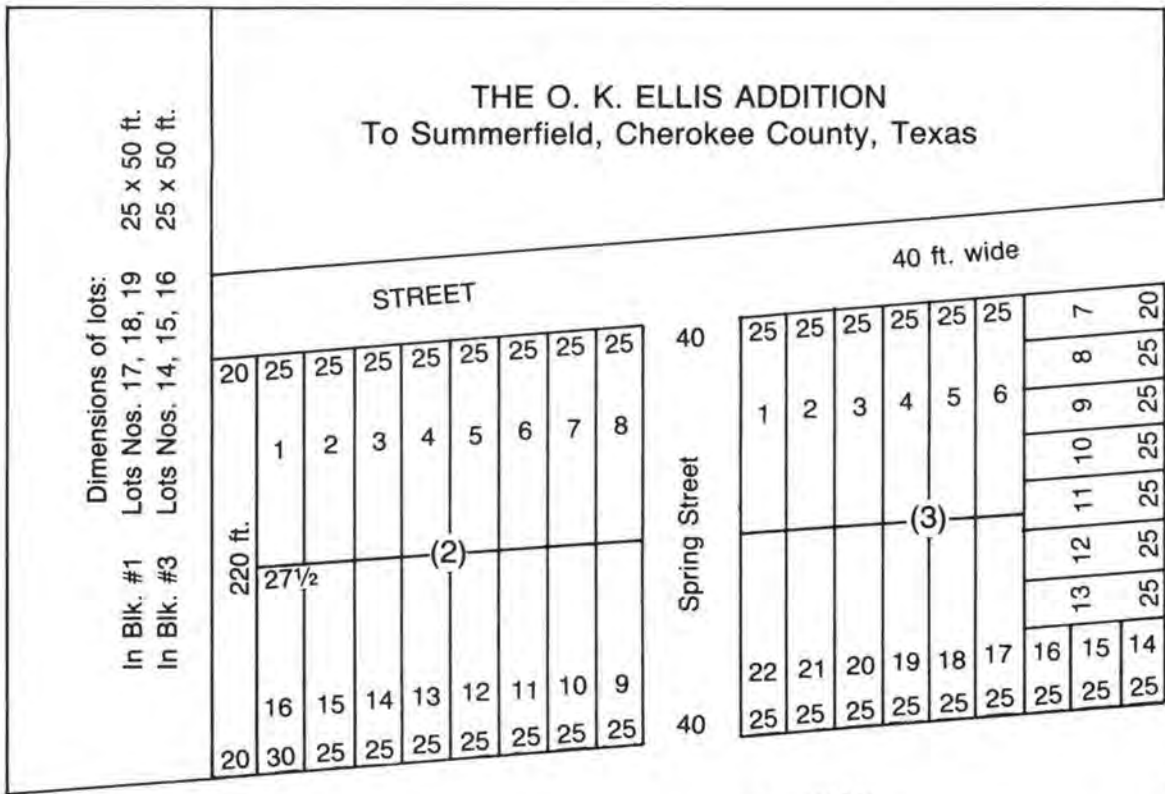 THE O. K. ELLIS ADDITION
To Summerfield, Cherokee County, Texas
Dimensions of lots:
In Blk. #1 Lots Nos. 17, 18, 19 25 x 50 ft.
In Blk. #3 Lots Nos. 14, 15, 16 25 x 50 ft.
STREET
40 ft. wide
20 25 25 25 25 25 25 25 25
1 2 3 4 5 6 7 8
220 ft.
27½
(2)
16 15 14 13 12 11 10 9
20 30 25 25 25 25 25 25 25
40
Spring Street
40
25 25 25 25 25 25
1 2 3 4 5 6
(3)
7 20
8 25
9 25
10 25
11 25
12 25
13 25
22 21 20 19 18 17 16 15 14
25 25 25 25 25 25 25 25 25